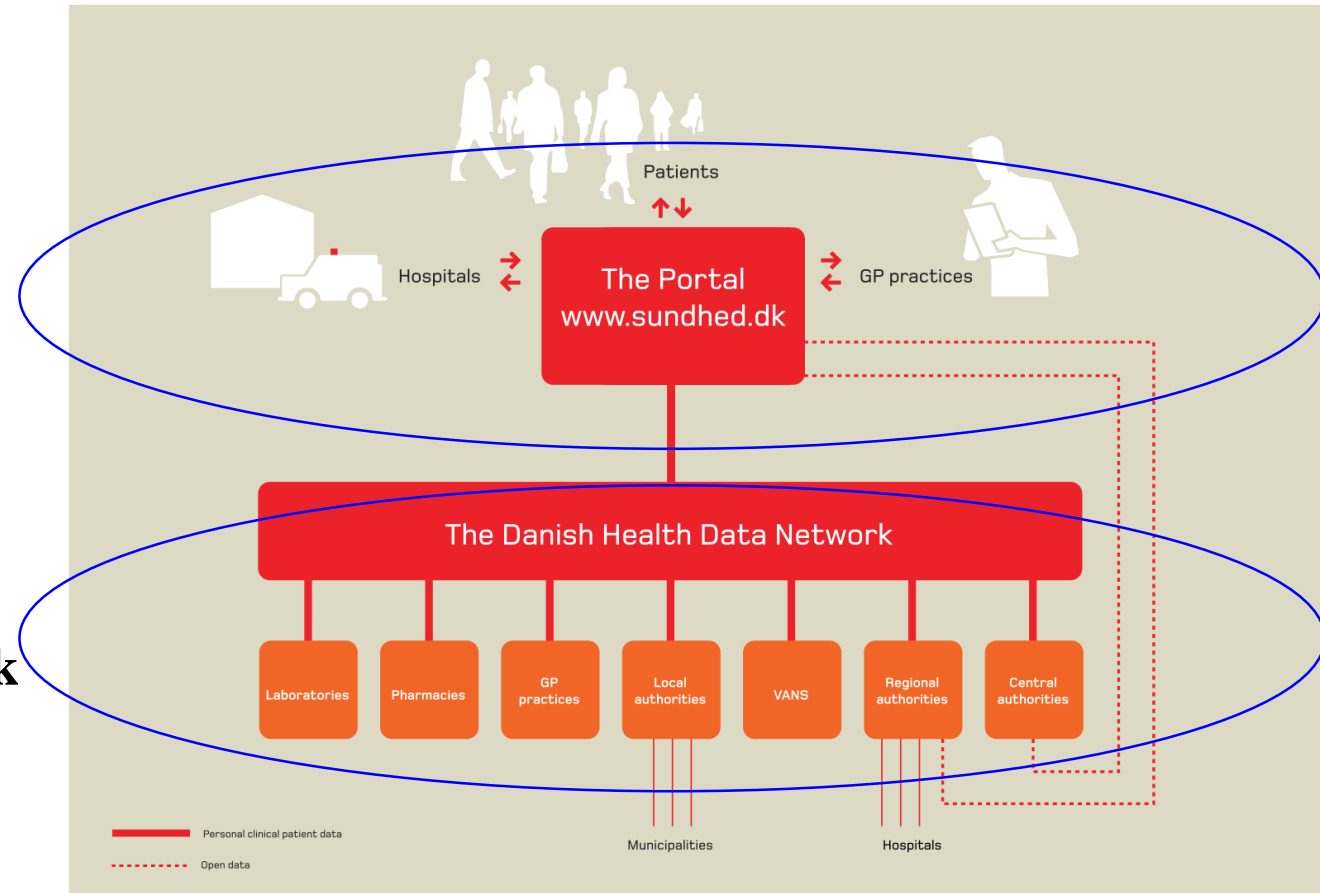 Patients
Hospitals
The Portal
www.sundhed.dk
GP practices
The Danish Health Data Network
k
Laboratories
Pharmacies
GP
practices
Local
authorities
VANS
Regional
authorities
Central
authorities
Personal clinical patient data
Open data
Municipalities
Hospitals